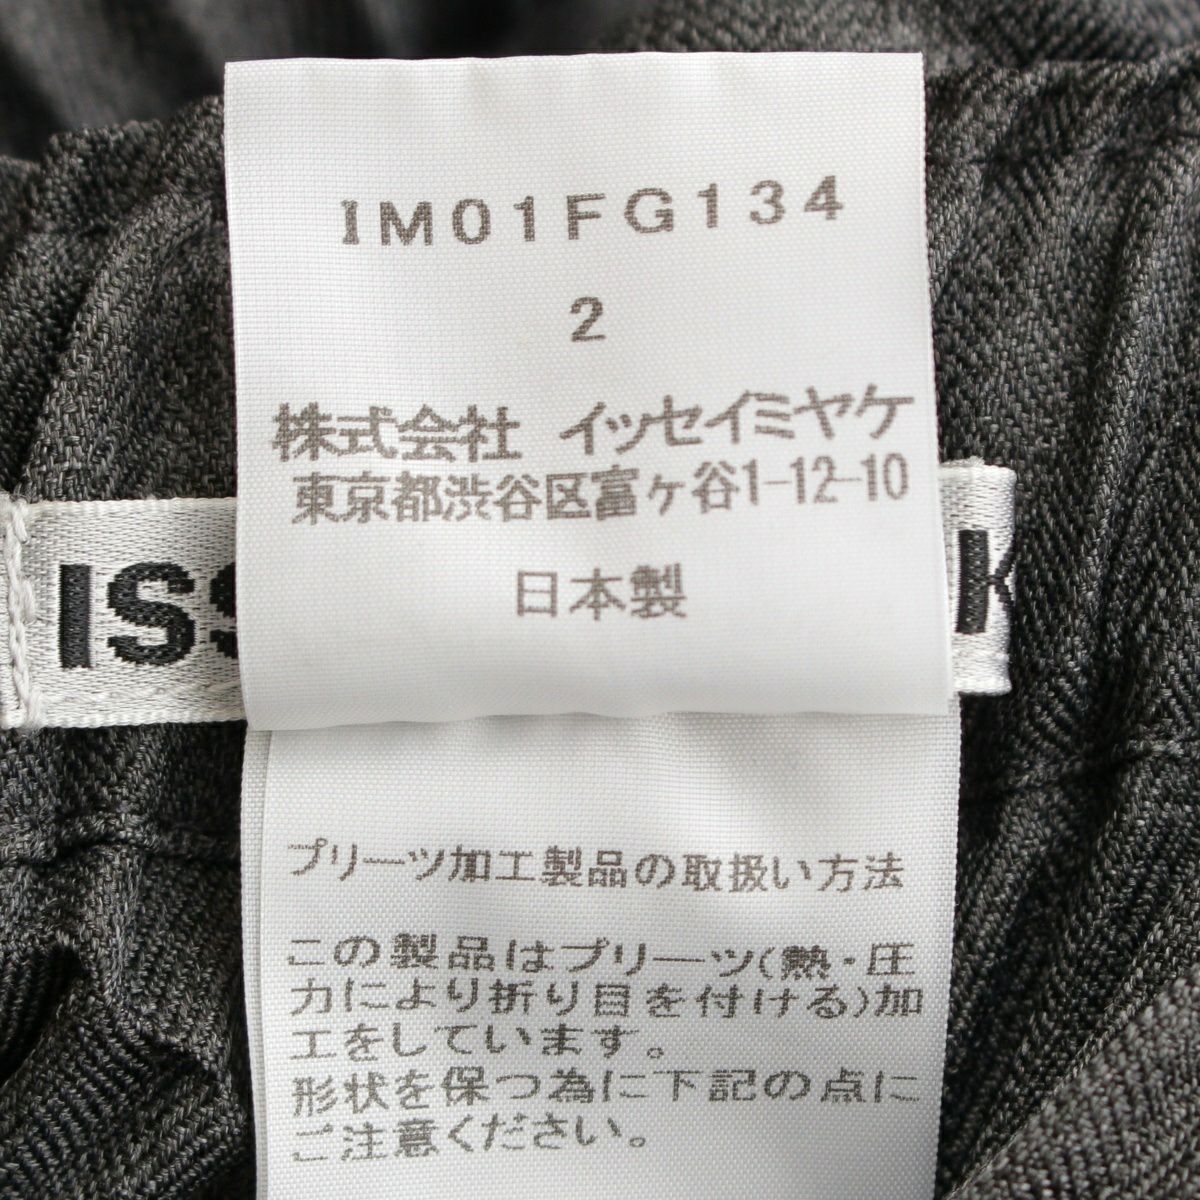 IM01FG134
2
株式会社 イッセイミヤケ
東京都渋谷区富ヶ谷1-12-10
日本製
ISS
K
プリーツ加工製品の取扱い方法
この製品はプリーツ(熱・圧
力により折り目を付ける)加
工をしています。
形状を保つ為に下記の点に
ご注意ください。